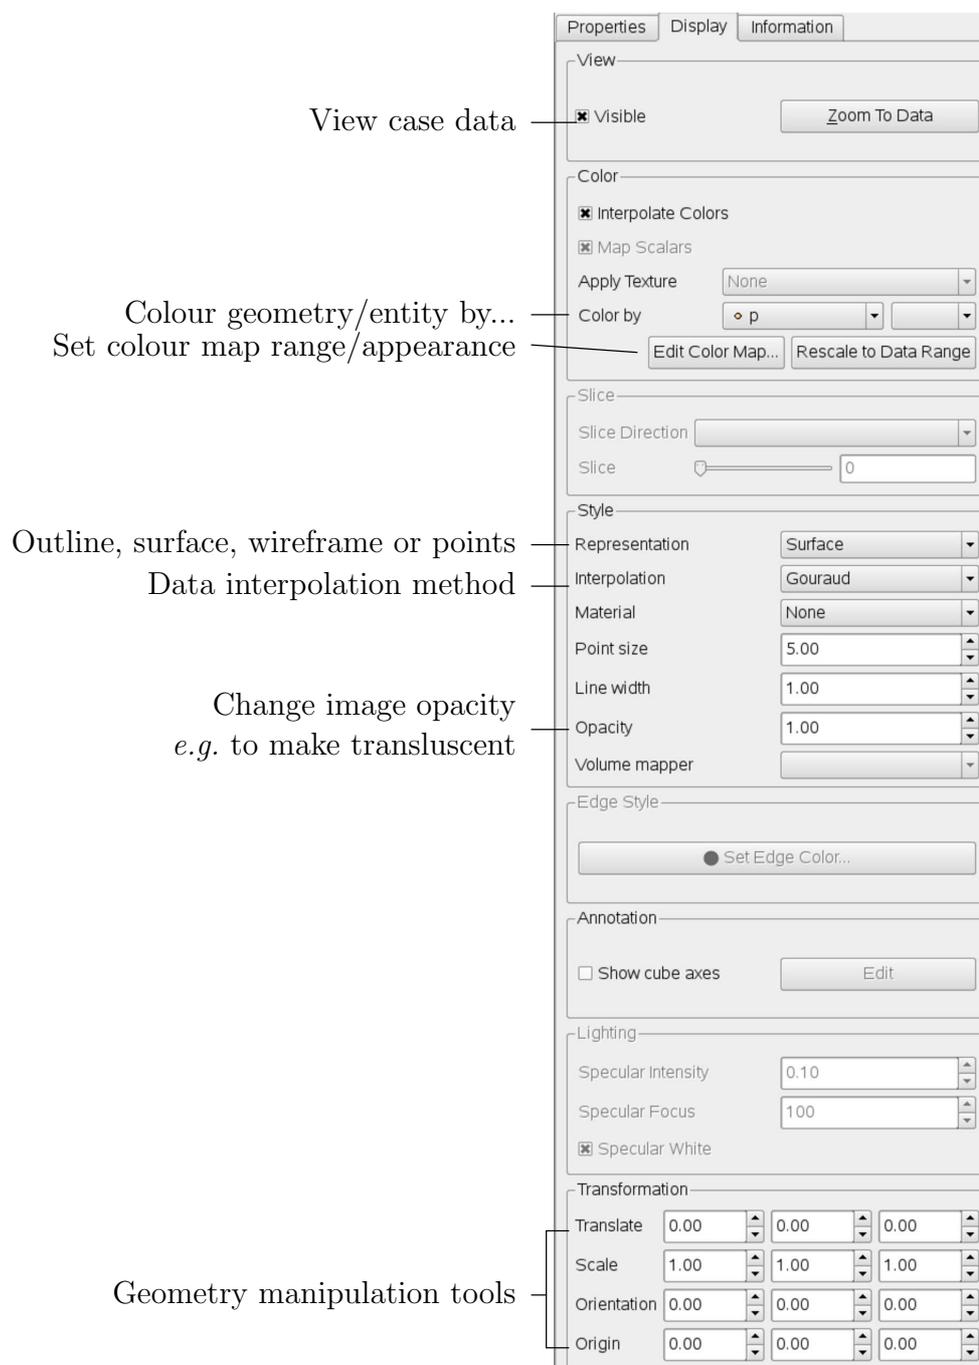 Properties Display Information
View
View case data
Visible Zoom To Data
Color
Interpolate Colors
Map Scalars
Apply Texture None
Colour geometry/entity by...
Color by p
Set colour map range/appearance
Edit Color Map... Rescale to Data Range
Slice
Slice Direction
Slice 0
Style
Outline, surface, wireframe or points
Representation Surface
Data interpolation method
Interpolation Gouraud
Material None
Point size 5.00
Line width 1.00
Change image opacity
e.g. to make transluscent
Opacity 1.00
Volume mapper
Edge Style
Set Edge Color...
Annotation
Show cube axes Edit
Lighting
Specular Intensity 0.10
Specular Focus 100
Specular White
Transformation
Translate 0.00 0.00 0.00
Scale 1.00 1.00 1.00
Geometry manipulation tools
Orientation 0.00 0.00 0.00
Origin 0.00 0.00 0.00